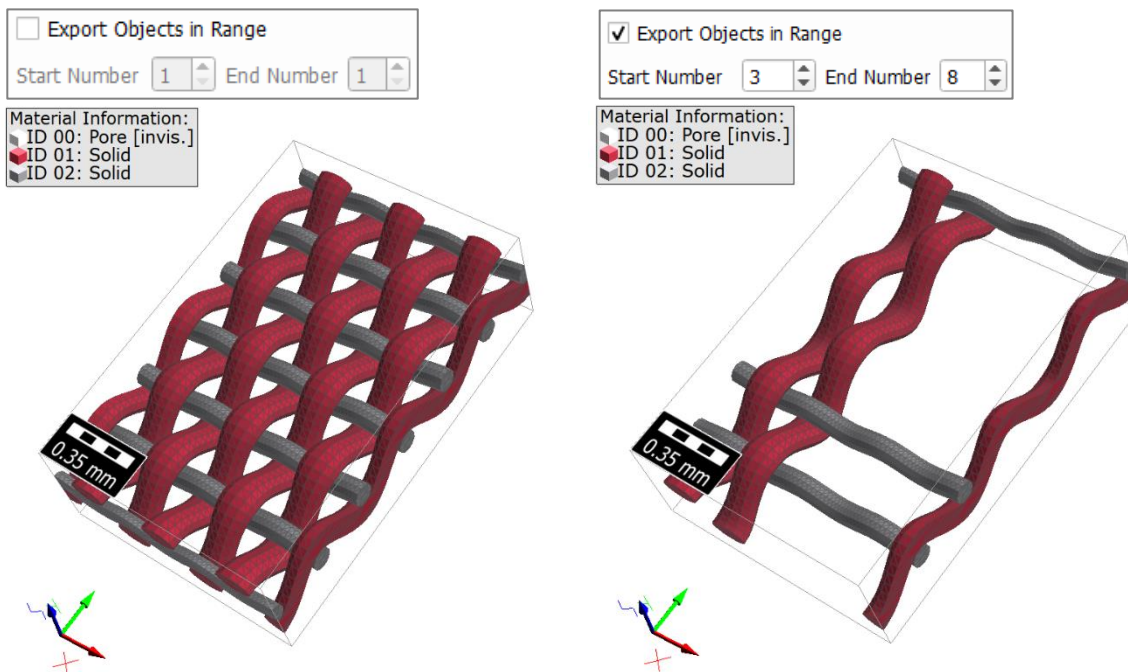 Export Objects in Range
Start Number 1 End Number 1
Material Information:
ID 00: Pore [invis.]
ID 01: Solid
ID 02: Solid
0.35 mm
Export Objects in Range
Start Number 3 End Number 8
Material Information:
ID 00: Pore [invis.]
ID 01: Solid
ID 02: Solid
0.35 mm